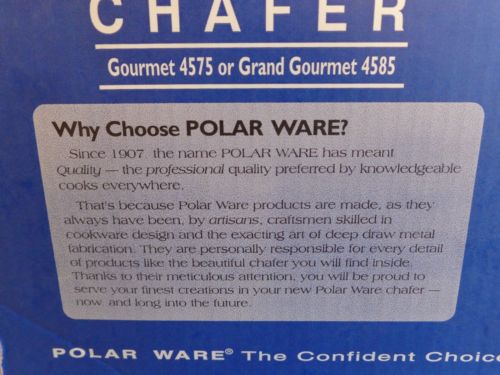 CHAFER
Gourmet 4575 or Grand Gourmet 4585
Why Choose POLAR WARE?
Since 1907, the name POLAR WARE has meant
Quality — the professional quality preferred by knowledgeable
cooks everywhere.
That's because Polar Ware products are made, as they
always have been, by artisans, craftsmen skilled in
cookware design and the exacting art of deep draw metal
fabrication. They are personally responsible for every detail
of products like the beautiful chafer you will find inside.
Thanks to their meticulous attention, you will be proud to
serve your finest creations in your new Polar Ware chafer —
now, and long into the future.
POLAR WARE® The Confident Choice